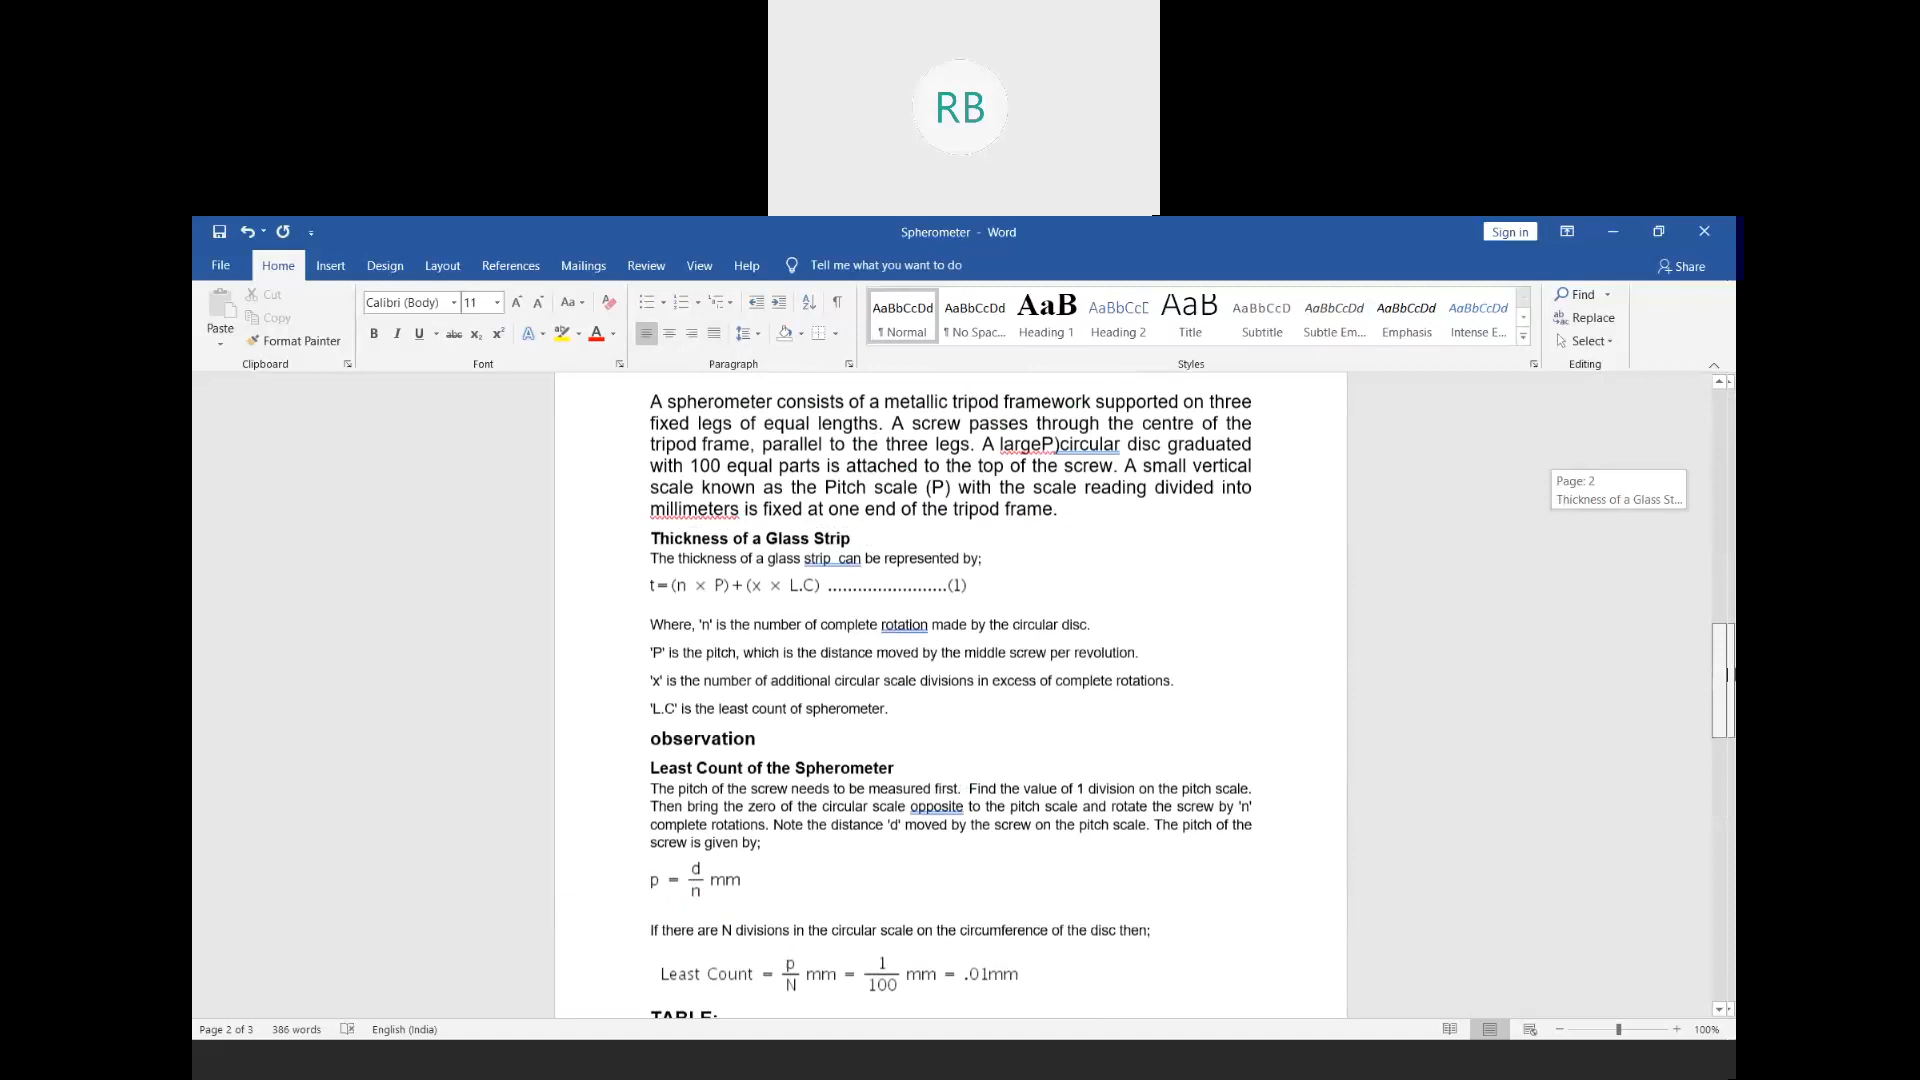 RB
Spherometer - Word
Sign in
File Home Insert Design Layout References Mailings Review View Help Tell me what you want to do
Share
Paste
Cut
Copy
Format Painter
Clipboard
Calibri (Body) 11
Font
Paragraph
AaBbCcDd AaBbCcDd AaB AaBbCcE AaB AaBbCcD AaBbCcDd AaBbCcDd AaBbCcDd
¶ Normal ¶ No Spac... Heading 1 Heading 2 Title Subtitle Subtle Em... Emphasis Intense E...
Styles
Find
Replace
Select
Editing
A spherometer consists of a metallic tripod framework supported on three
fixed legs of equal lengths. A screw passes through the centre of the
tripod frame, parallel to the three legs. A largeP)circular disc graduated
with 100 equal parts is attached to the top of the screw. A small vertical
scale known as the Pitch scale (P) with the scale reading divided into
millimeters is fixed at one end of the tripod frame.
Page: 2
Thickness of a Glass St...
Thickness of a Glass Strip
The thickness of a glass strip can be represented by;
t=(n × P)+(x × L.C) ........................(1)
Where, 'n' is the number of complete rotation made by the circular disc.
'P' is the pitch, which is the distance moved by the middle screw per revolution.
'x' is the number of additional circular scale divisions in excess of complete rotations.
'L.C' is the least count of spherometer.
observation
Least Count of the Spherometer
The pitch of the screw needs to be measured first. Find the value of 1 division on the pitch scale.
Then bring the zero of the circular scale opposite to the pitch scale and rotate the screw by 'n'
complete rotations. Note the distance 'd' moved by the screw on the pitch scale. The pitch of the
screw is given by;
p = d/n mm
If there are N divisions in the circular scale on the circumference of the disc then;
Least Count = p/N mm = 1/100 mm = .01mm
TABLE:
Page 2 of 3 386 words English (India) 100%